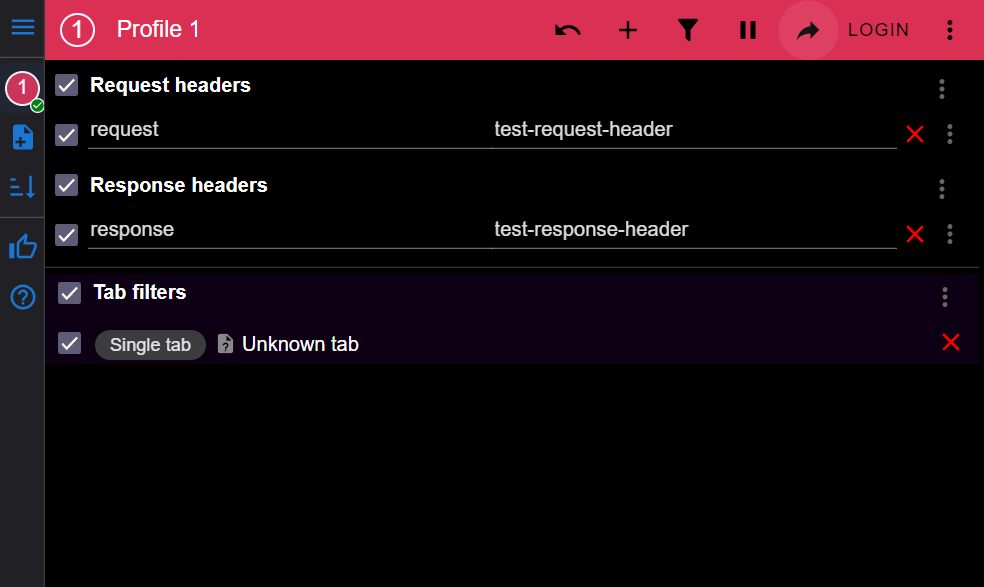 1 Profile 1 LOGIN
1
Request headers
request test-request-header
Response headers
response test-response-header
Tab filters
Single tab Unknown tab